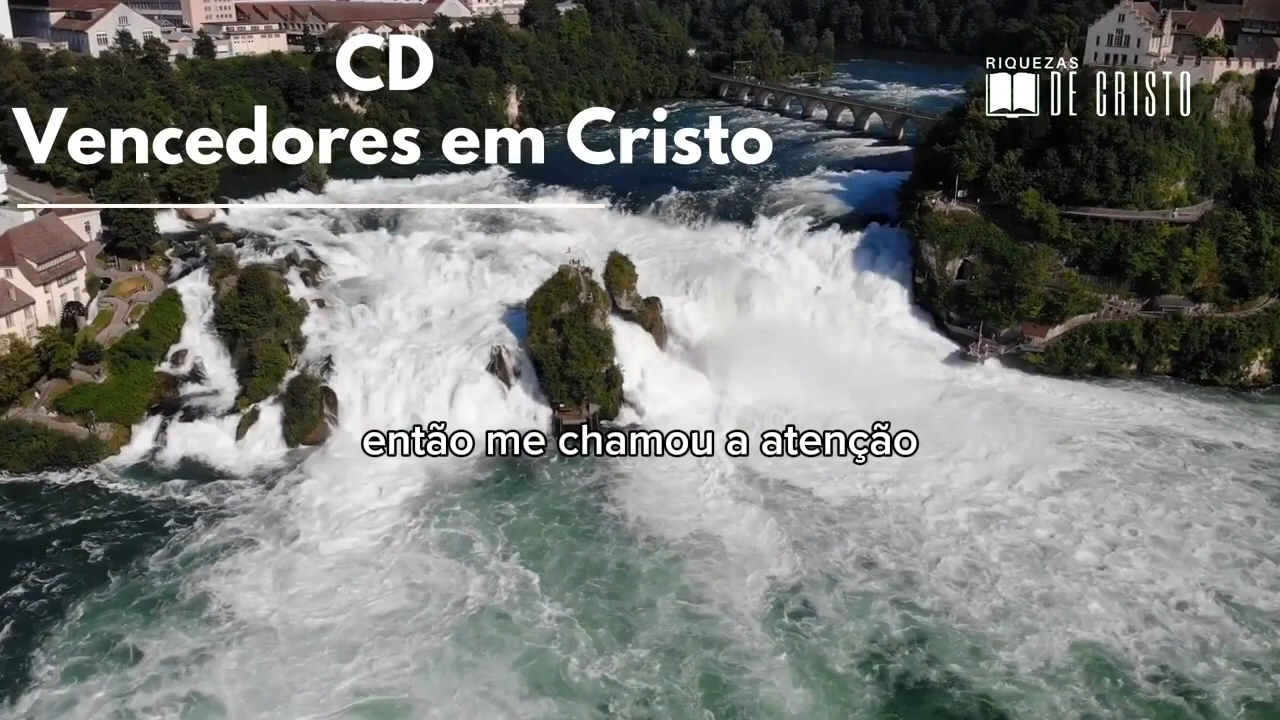 CD
Vencedores em Cristo
RIQUEZAS
DE CRISTO
então me chamou a atenção